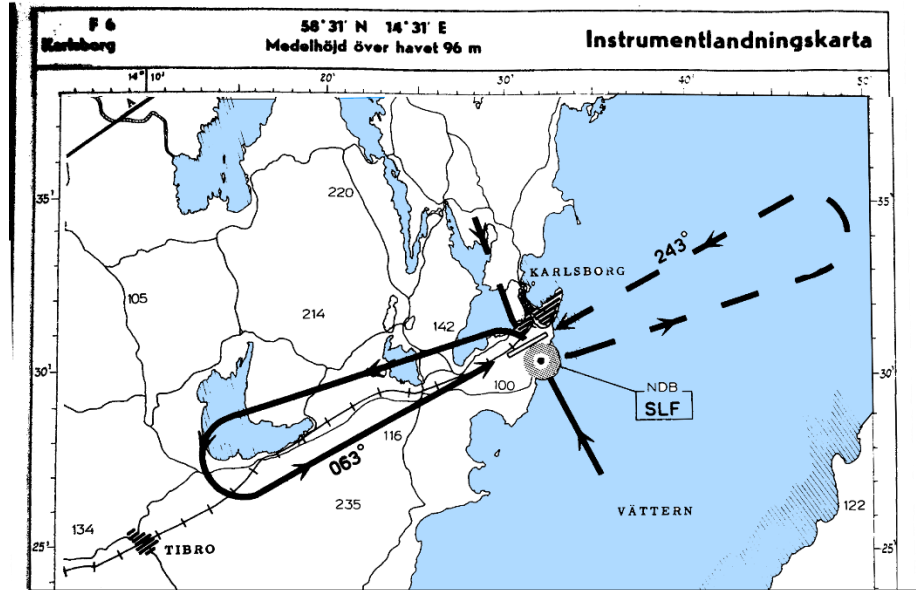 F 6
Karlsborg
58°31' N 14°31' E
Medelhöjd över havet 96 m
Instrumentlandningskarta
14°10' 20' 30' 40' 55'
A
220
35' 35'
243°
KARLSBORG
105
214
142
30' 30'
100
NDB
SLF
116
063°
235
VÄTTERN
122
134
TIBRO
25' 25'